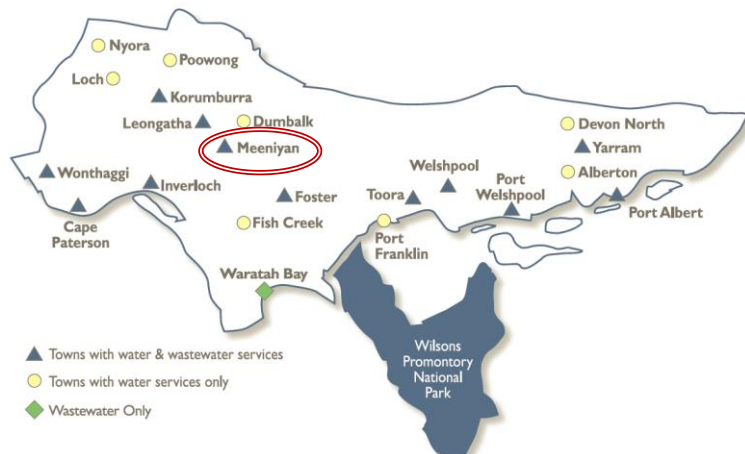 Nyora
Poowong
Loch
Korumburra
Leongatha
Dumbalk
Meeniyan
Devon North
Yarram
Alberton
Port Albert
Welshpool
Port
Welshpool
Toora
Foster
Wonthaggi
Inverloch
Cape
Paterson
Fish Creek
Port
Franklin
Waratah Bay
Wilsons
Promontory
National
Park
Towns with water & wastewater services
Towns with water services only
Wastewater Only